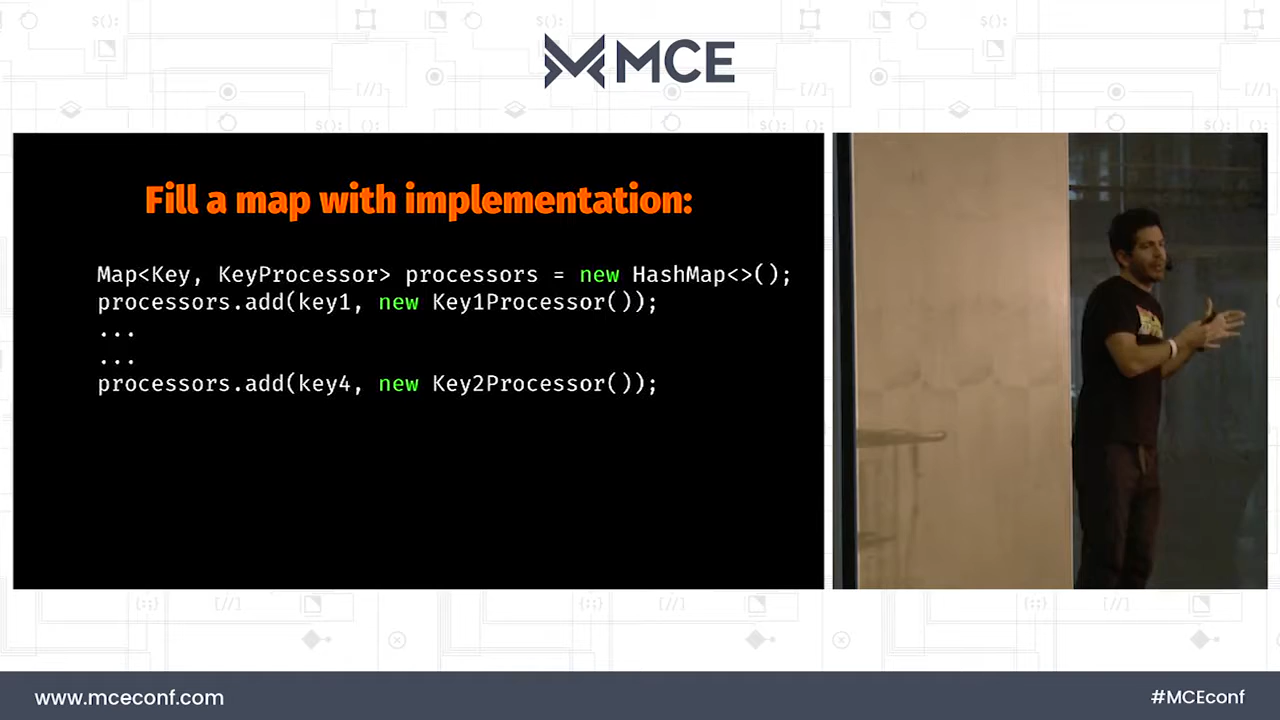 MCE
Fill a map with implementation:
Map<Key, KeyProcessor> processors = new HashMap<>();
processors.add(key1, new Key1Processor());
...
...
processors.add(key4, new Key2Processor());
www.mceconf.com
#MCEconf